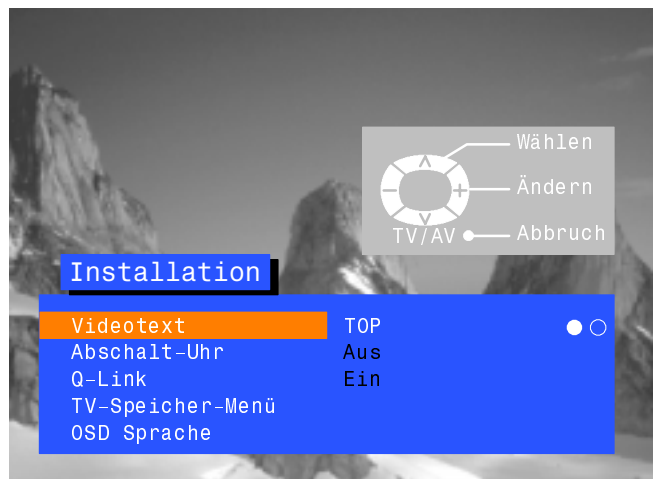 Wählen
Ändern
TV/AV Abbruch
Installation
Videotext TOP
Abschalt-Uhr Aus
Q-Link Ein
TV-Speicher-Menü
OSD Sprache